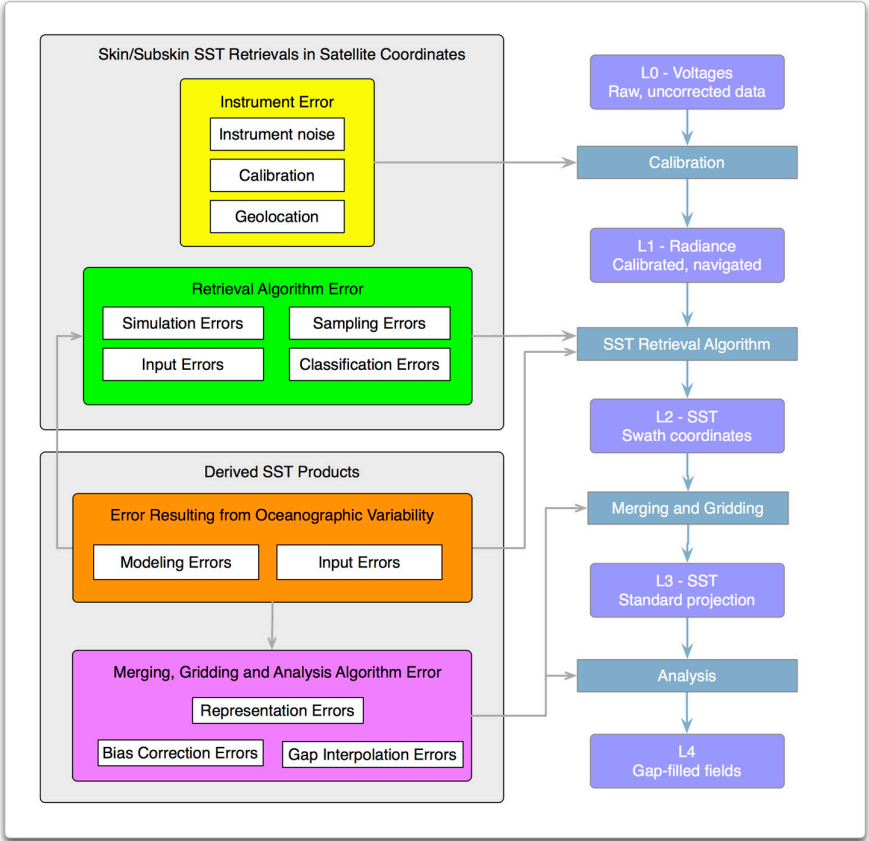 Skin/Subskin SST Retrievals in Satellite Coordinates
Instrument Error
Instrument noise
Calibration
Geolocation
Retrieval Algorithm Error
Simulation Errors
Sampling Errors
Input Errors
Classification Errors
Derived SST Products
Error Resulting from Oceanographic Variability
Modeling Errors
Input Errors
Merging, Gridding and Analysis Algorithm Error
Representation Errors
Bias Correction Errors
Gap Interpolation Errors
L0 - Voltages
Raw, uncorrected data
Calibration
L1 - Radiance
Calibrated, navigated
SST Retrieval Algorithm
L2 - SST
Swath coordinates
Merging and Gridding
L3 - SST
Standard projection
Analysis
L4
Gap-filled fields